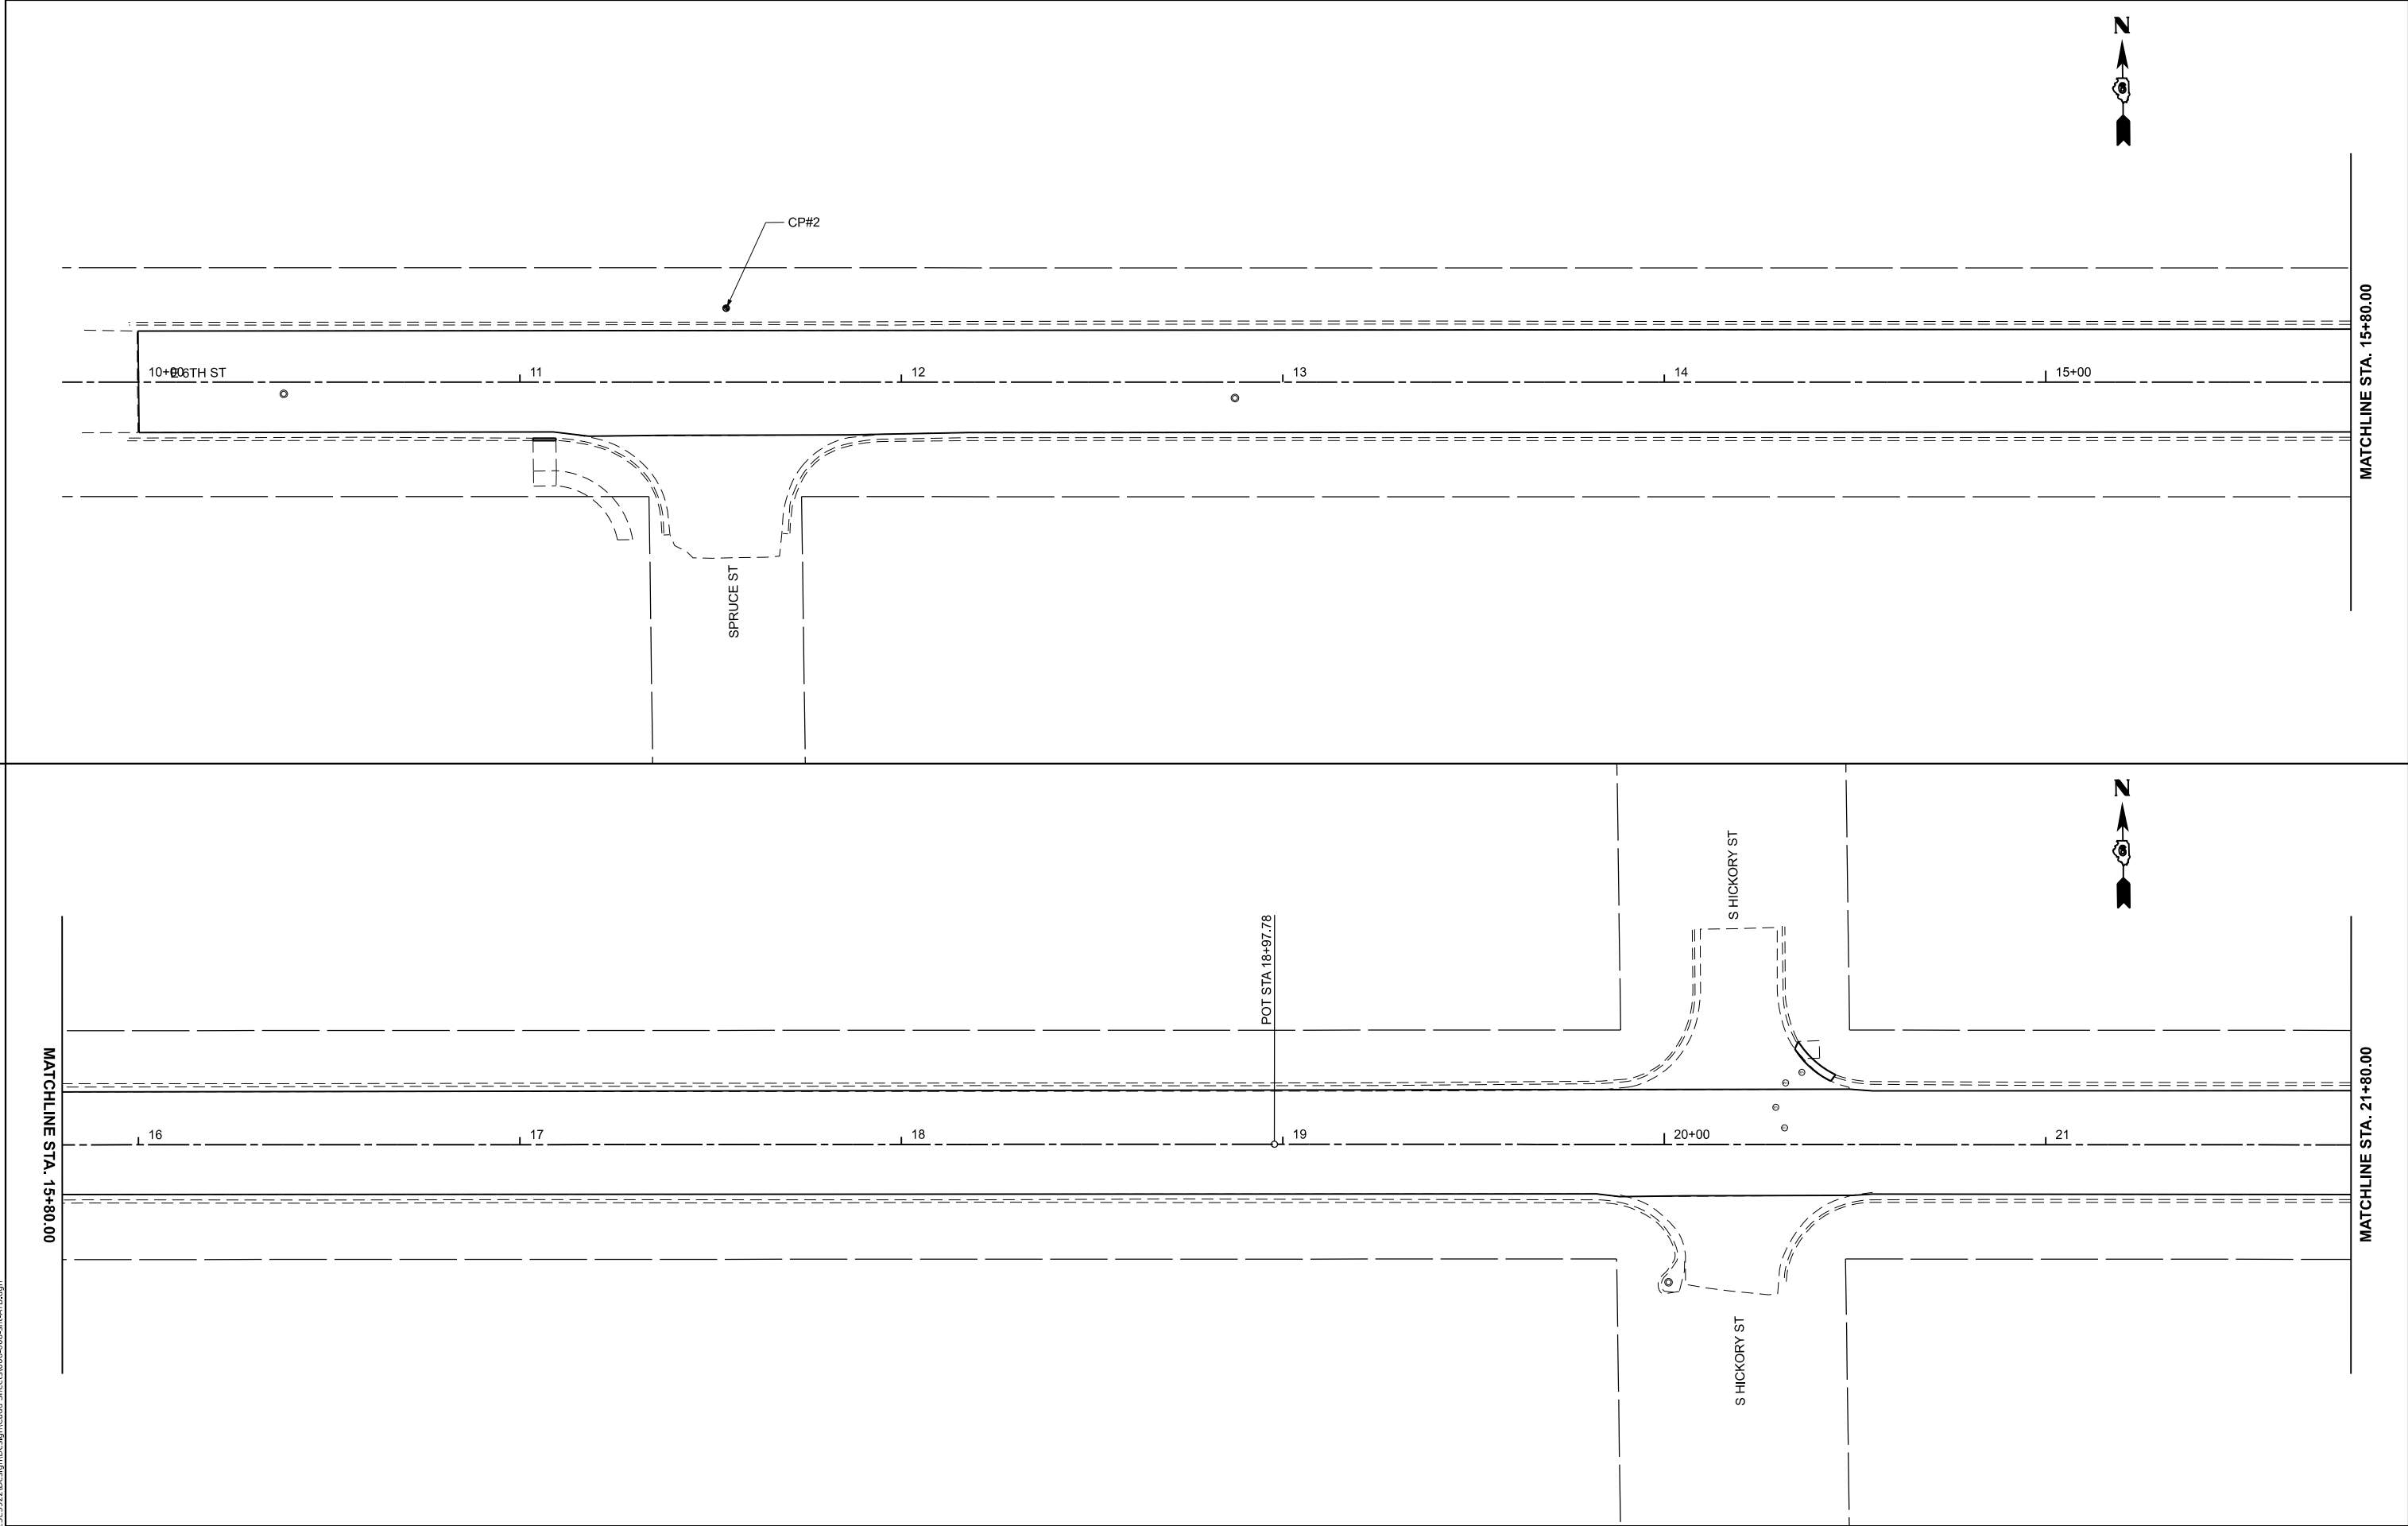 N
CP#2
MATCHLINE STA. 15+80.00
10+00
E 6TH ST
11
12
13
14
15+00
SPRUCE ST
N
S HICKORY ST
POT STA 18+97.78
MATCHLINE STA. 15+80.00
16
17
18
19
20+00
21
MATCHLINE STA. 21+80.00
S HICKORY ST